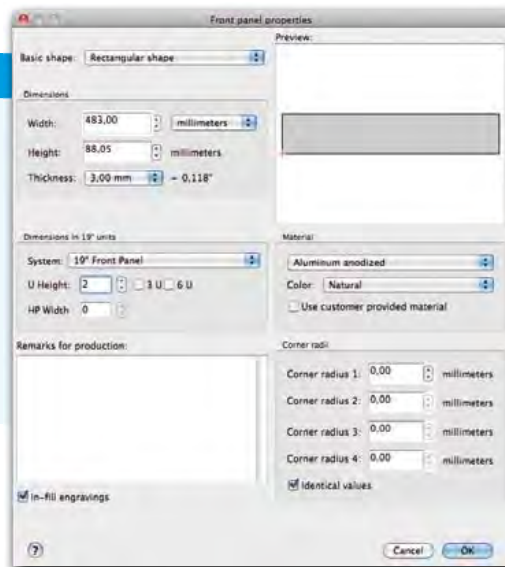 Front panel properties
Basic shape: Rectangular shape
Preview:
Dimensions
Width: 483,00 millimeters
Height: 88,05 millimeters
Thickness: 3,00 mm = 0,118"
Dimensions in 19" units
System: 19" Front Panel
U Height: 2 3 U 6 U
HP Width 0
Material
Aluminum anodized
Color: Natural
Use customer provided material
Remarks for production:
In-fill engravings
Corner radii
Corner radius 1: 0,00 millimeters
Corner radius 2: 0,00 millimeters
Corner radius 3: 0,00 millimeters
Corner radius 4: 0,00 millimeters
Identical values
?
Cancel OK